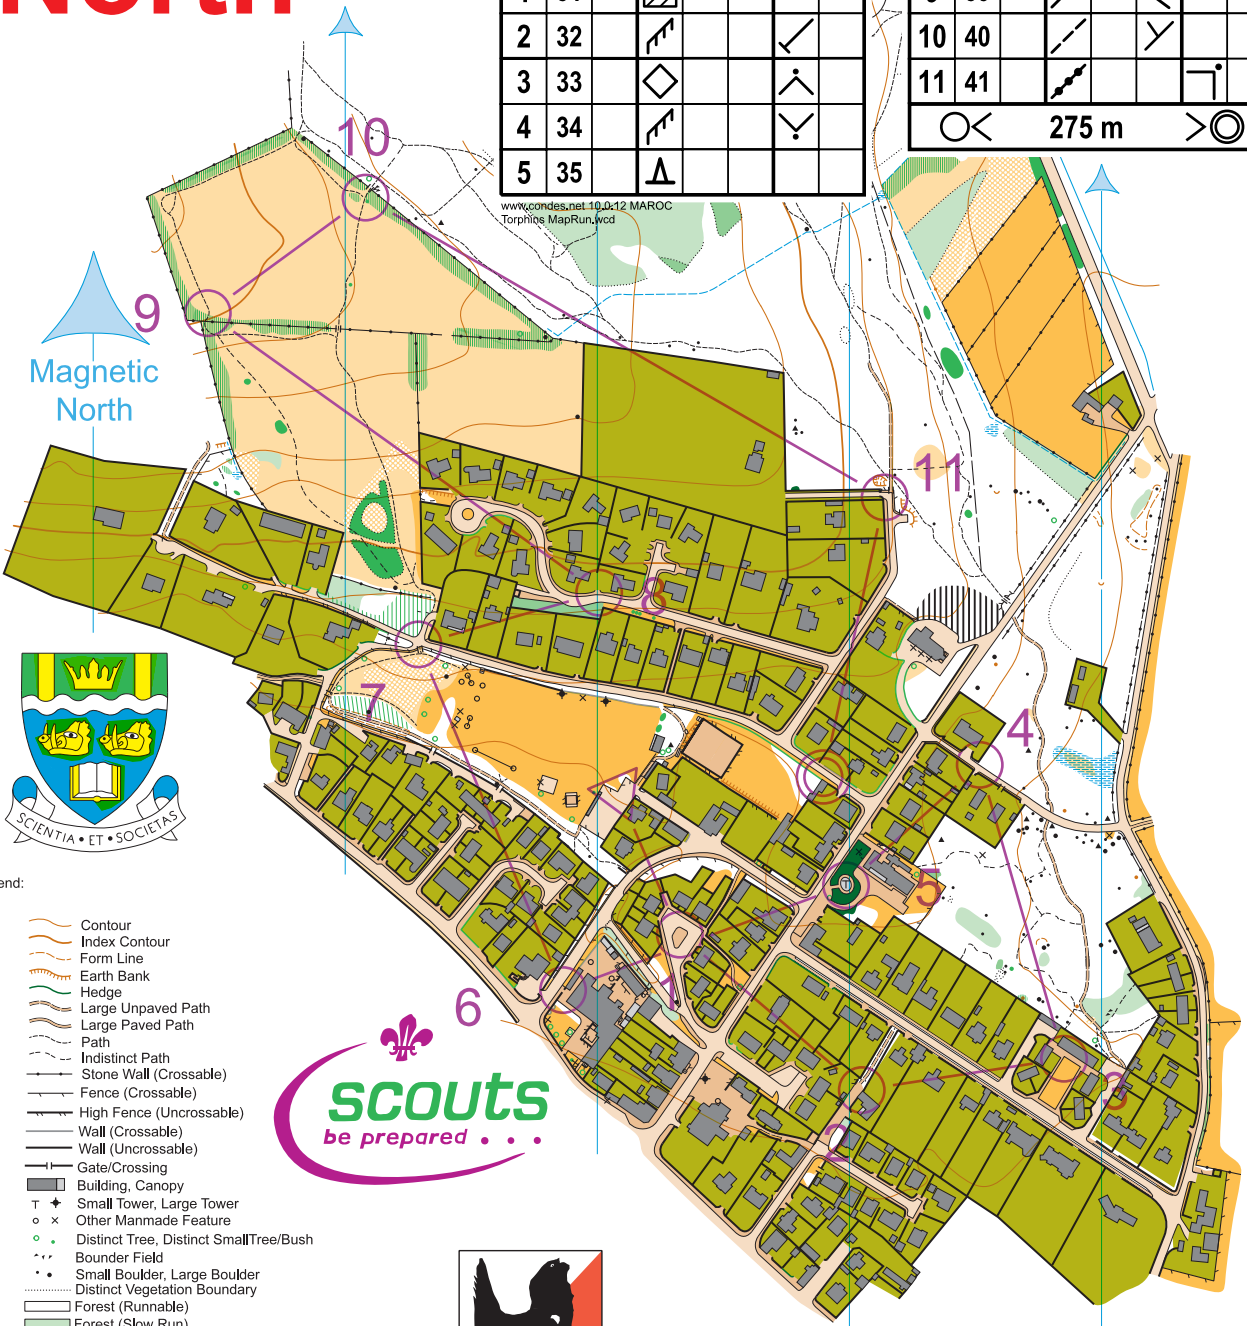 North
2 32
3 33
4 34
5 35
10 40
11 41
275 m
www.condes.net 10.0.12 MAROC
Torphins MapRun.wcd
10
9
Magnetic
North
11
8
7
4
5
6
1
3
2
SCIENTIA • ET • SOCIETAS
scouts
be prepared . . .
end:
Contour
Index Contour
Form Line
Earth Bank
Hedge
Large Unpaved Path
Large Paved Path
Path
Indistinct Path
Stone Wall (Crossable)
Fence (Crossable)
High Fence (Uncrossable)
Wall (Crossable)
Wall (Uncrossable)
Gate/Crossing
Building, Canopy
Small Tower, Large Tower
Other Manmade Feature
Distinct Tree, Distinct SmallTree/Bush
Bounder Field
Small Boulder, Large Boulder
Distinct Vegetation Boundary
Forest (Runnable)
Forest (Slow Run)